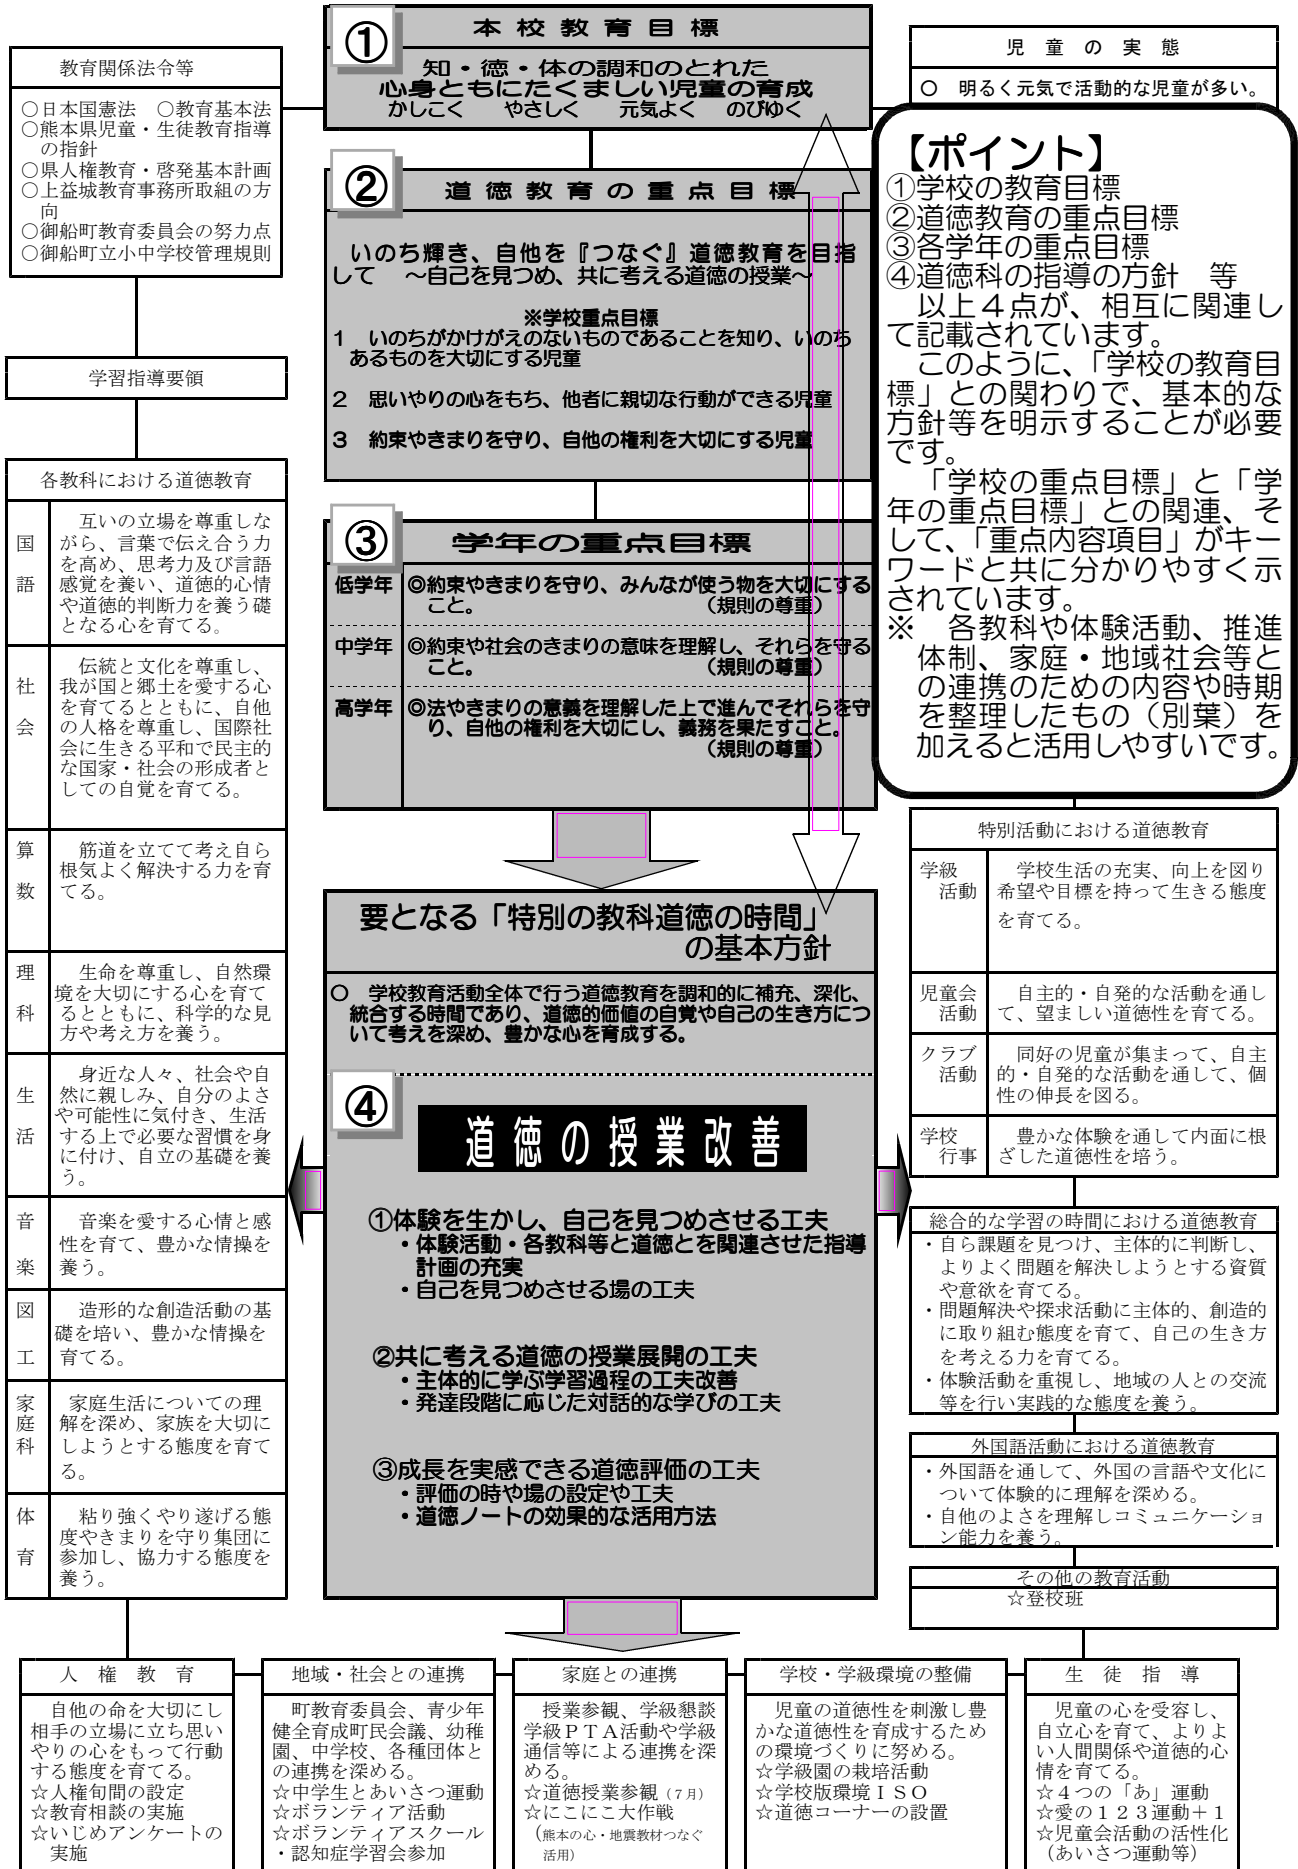 教育関係法令等
○日本国憲法　○教育基本法
○熊本県児童・生徒教育指導
の指針
○県人権教育・啓発基本計画
○上益城教育事務所取組の方
向
○御船町教育委員会の努力点
○御船町立小中学校管理規則
学習指導要領
各教科における道徳教育
国語
互いの立場を尊重しな
がら、言葉で伝え合う力
を高め、思考力及び言語
感覚を養い、道徳的心情
や道徳的判断力を養う礎
となる心を育てる。
社会
伝統と文化を尊重し、
我が国と郷土を愛する心
を育てるとともに、自他
の人格を尊重し、国際社
会に生きる平和で民主的
な国家・社会の形成者と
しての自覚を育てる。
算数
筋道を立てて考え自ら
根気よく解決する力を育
てる。
理科
生命を尊重し、自然環
境を大切にする心を育て
るとともに、科学的な見
方や考え方を養う。
生活
身近な人々、社会や自
然に親しみ、自分のよさ
や可能性に気付き、生活
する上で必要な習慣を身
に付け、自立の基礎を養
う。
音楽
音楽を愛する心情と感
性を育て、豊かな情操を
養う。
図工
造形的な創造活動の基
礎を培い、豊かな情操を
育てる。
家庭科
家庭生活についての理
解を深め、家族を大切に
しようとする態度を育て
る。
体育
粘り強くやり遂げる態
度やきまりを守り集団に
参加し、協力する態度を
養う。
①
本校教育目標
知・徳・体の調和のとれた
心身ともにたくましい児童の育成
かしこく　やさしく　元気よく　のびゆく
②
道徳教育の重点目標
いのち輝き、自他を『つなぐ』道徳教育を目指
して　～自己を見つめ、共に考える道徳の授業～
※学校重点目標
1　いのちがかけがえのないものであることを知り、いのち
あるものを大切にする児童
2　思いやりの心をもち、他者に親切な行動ができる児童
3　約束やきまりを守り、自他の権利を大切にする児童
③
学年の重点目標
低学年　◎約束やきまりを守り、みんなが使う物を大切にする
こと。　（規則の尊重）
中学年　◎約束や社会のきまりの意味を理解し、それらを守る
こと。　（規則の尊重）
高学年　◎法やきまりの意義を理解した上で進んでそれらを守
り、自他の権利を大切にし、義務を果たすこと。
（規則の尊重）
要となる「特別の教科道徳の時間」
の基本方針
○　学校教育活動全体で行う道徳教育を調和的に補充、深化、
統合する時間であり、道徳的価値の自覚や自己の生き方につ
いて考えを深め、豊かな心を育成する。
④
道徳の授業改善
①体験を生かし、自己を見つめさせる工夫
・体験活動・各教科等と道徳とを関連させた指導
計画の充実
・自己を見つめさせる場の工夫
②共に考える道徳の授業展開の工夫
・主体的に学ぶ学習過程の工夫改善
・発達段階に応じた対話的な学びの工夫
③成長を実感できる道徳評価の工夫
・評価の時や場の設定や工夫
・道徳ノートの効果的な活用方法
児童の実態
○　明るく元気で活動的な児童が多い。
【ポイント】
①学校の教育目標
②道徳教育の重点目標
③各学年の重点目標
④道徳科の指導の方針　等
以上４点が、相互に関連し
て記載されています。
このように、「学校の教育目
標」との関わりで、基本的な
方針等を明示することが必要
です。
「学校の重点目標」と「学
年の重点目標」との関連、そ
して、「重点内容項目」がキー
ワードと共に分かりやすく示
されています。
※　各教科や体験活動、推進
体制、家庭・地域社会等と
の連携のための内容や時期
を整理したもの（別葉）を
加えると活用しやすいです。
特別活動における道徳教育
学級活動
学校生活の充実、向上を図り
希望や目標を持って生きる態度
を育てる。
児童会活動
自主的・自発的な活動を通し
て、望ましい道徳性を育てる。
クラブ活動
同好の児童が集まって、自主
的・自発的な活動を通して、個
性の伸長を図る。
学校行事
豊かな体験を通して内面に根
ざした道徳性を培う。
総合的な学習の時間における道徳教育
・自ら課題を見つけ、主体的に判断し、
よりよく問題を解決しようとする資質
や意欲を育てる。
・問題解決や探求活動に主体的、創造的
に取り組む態度を育て、自己の生き方
を考える力を育てる。
・体験活動を重視し、地域の人との交流
等を行い実践的な態度を養う。
外国語活動における道徳教育
・外国語を通して、外国の言語や文化に
ついて体験的に理解を深める。
・自他のよさを理解しコミュニケーショ
ン能力を養う。
その他の教育活動
☆登校班
人権教育
自他の命を大切にし
相手の立場に立ち思い
やりの心をもって行動
する態度を育てる。
☆人権旬間の設定
☆教育相談の実施
☆いじめアンケートの
実施
地域・社会との連携
町教育委員会、青少年
健全育成町民会議、幼稚
園、中学校、各種団体と
の連携を深める。
☆中学生とあいさつ運動
☆ボランティア活動
☆ボランティアスクール
・認知症学習会参加
家庭との連携
授業参観、学級懇談
学級ＰＴＡ活動や学級
通信等による連携を深
める。
☆道徳授業参観（7月）
☆にこにこ大作戦
（熊本の心・地震教材つなぐ
活用）
学校・学級環境の整備
児童の道徳性を刺激し豊
かな道徳性を育成するため
の環境づくりに努める。
☆学級園の栽培活動
☆学校版環境ＩＳＯ
☆道徳コーナーの設置
生徒指導
児童の心を受容し、
自立心を育て、よりよ
い人間関係や道徳的心
情を育てる。
☆４つの「あ」運動
☆愛の１２３運動＋１
☆児童会活動の活性化
（あいさつ運動等）